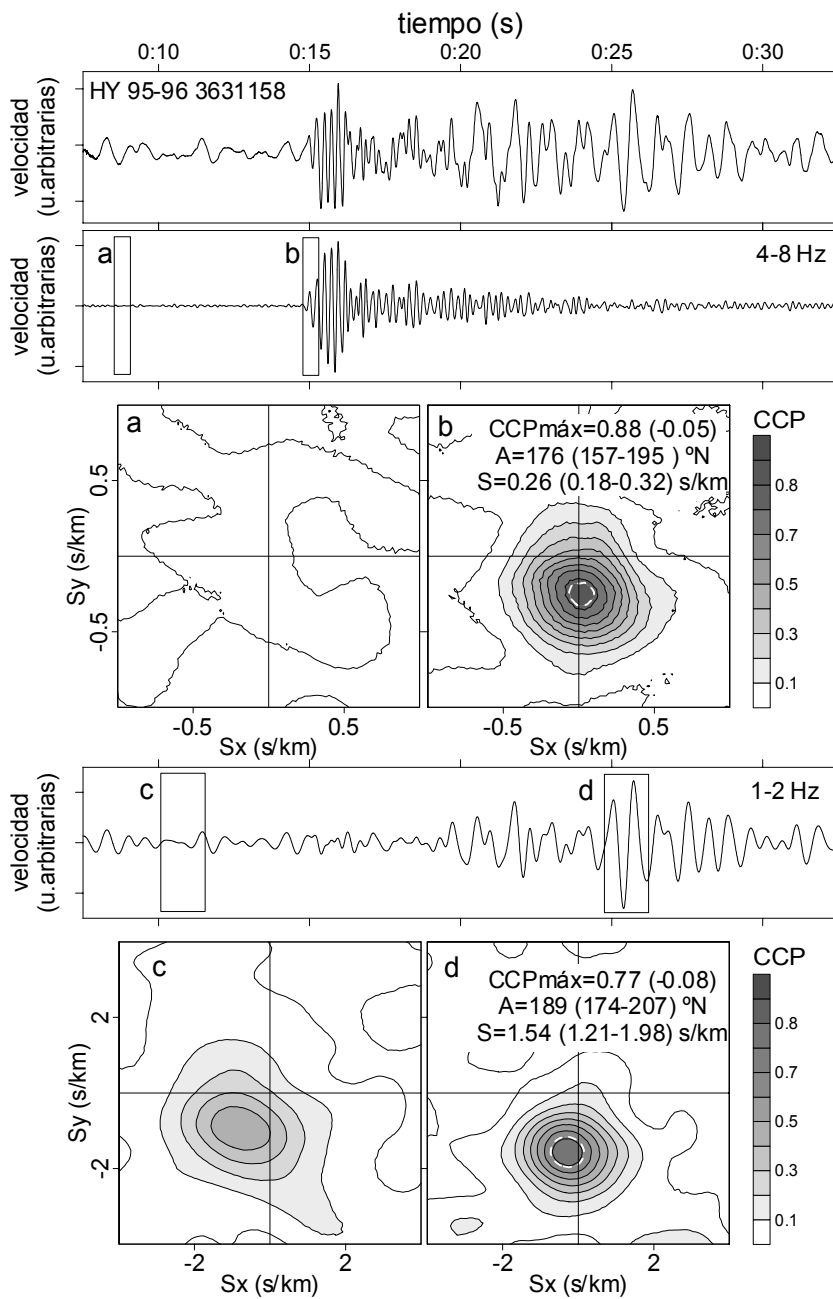 tiempo (s)
0:10 0:15 0:20 0:25 0:30
HY 95-96 3631158
velocidad
(u.arbitrarias)
a b 4-8 Hz
velocidad
(u.arbitrarias)
a
b
CCPmáx=0.88 (-0.05)
A=176 (157-195 ) ºN
S=0.26 (0.18-0.32) s/km
CCP
0.8
0.7
0.5
0.3
0.1
0.5
-0.5
Sy (s/km)
-0.5 0.5
Sx (s/km)
-0.5 0.5
Sx (s/km)
c d 1-2 Hz
velocidad
(u.arbitrarias)
c
d
CCPmáx=0.77 (-0.08)
A=189 (174-207) ºN
S=1.54 (1.21-1.98) s/km
CCP
0.8
0.7
0.5
0.3
0.1
2
-2
Sy (s/km)
-2 2
Sx (s/km)
-2 2
Sx (s/km)